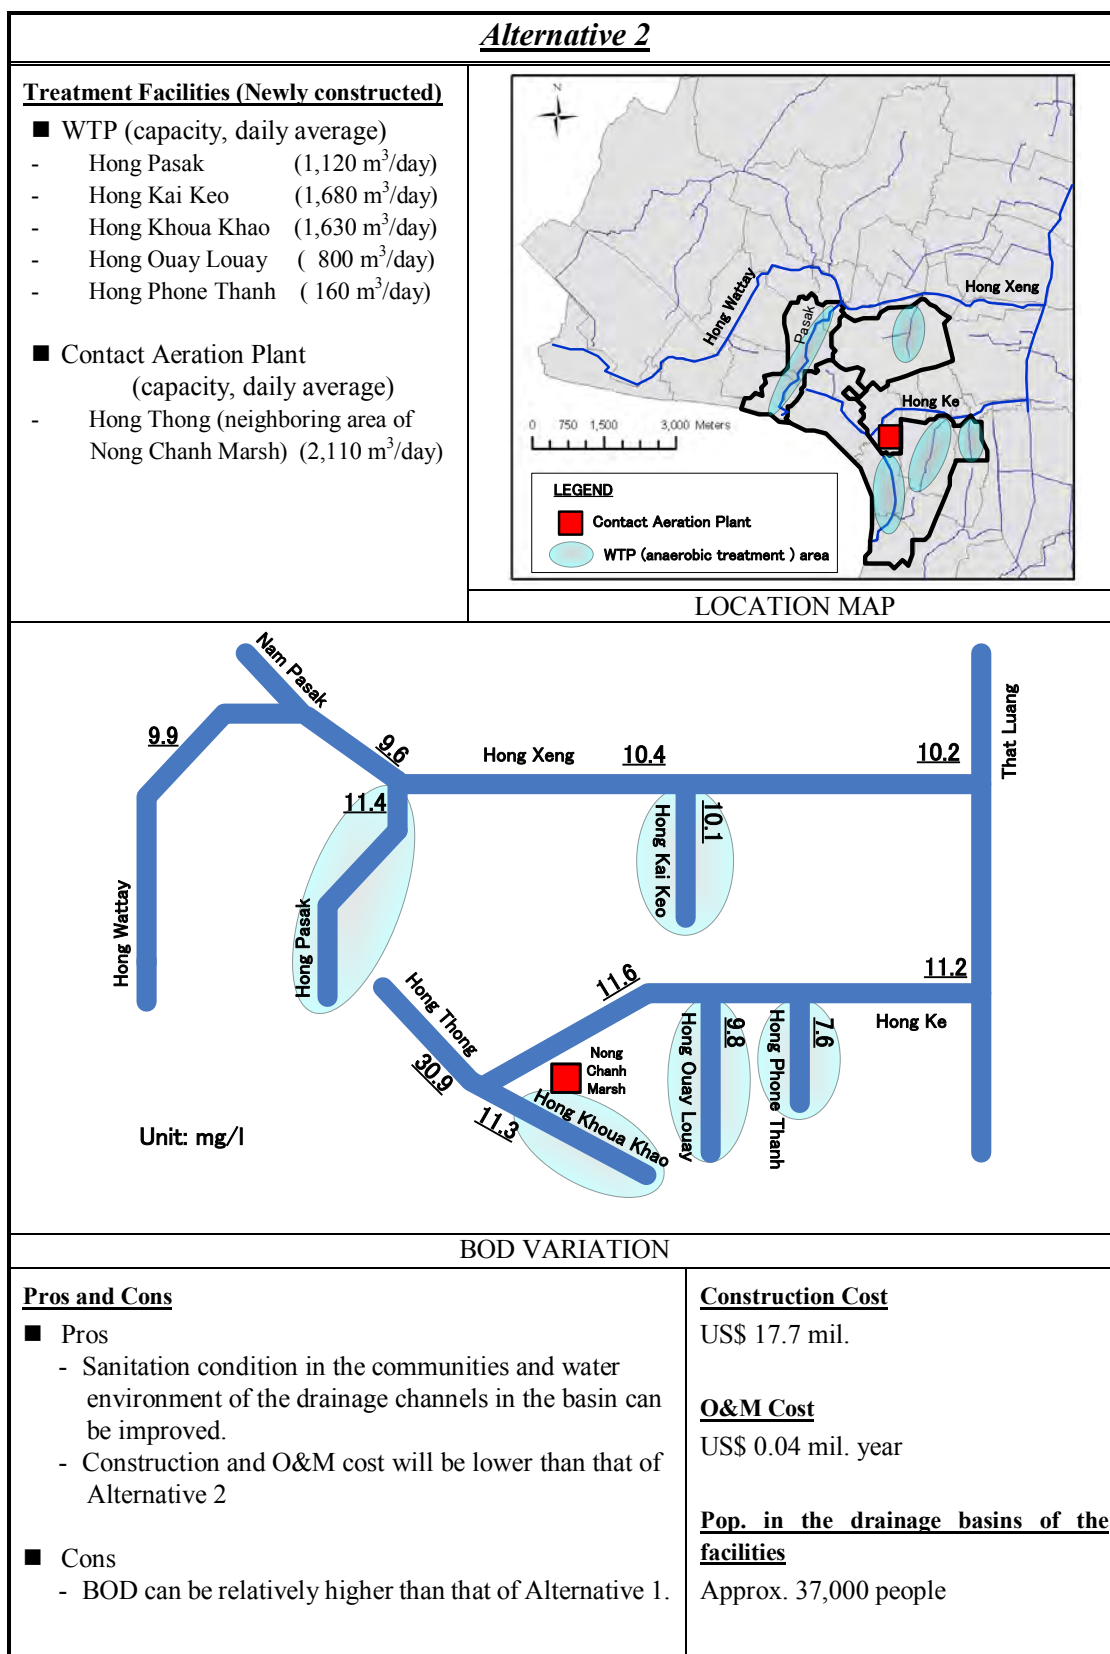 Alternative 2
Treatment Facilities (Newly constructed)
■ WTP (capacity, daily average)
- Hong Pasak (1,120 m³/day)
- Hong Kai Keo (1,680 m³/day)
- Hong Khoua Khao (1,630 m³/day)
- Hong Ouay Louay ( 800 m³/day)
- Hong Phone Thanh ( 160 m³/day)
■ Contact Aeration Plant
(capacity, daily average)
- Hong Thong (neighboring area of
Nong Chanh Marsh) (2,110 m³/day)
N
Hong Wattay
Pasak
Hong Xeng
Hong Ke
0 750 1,500 3,000 Meters
LEGEND
Contact Aeration Plant
WTP (anaerobic treatment ) area
LOCATION MAP
Nam Pasak
9.9
9.6
Hong Xeng
10.4
10.2
That Luang
11.4
Hong Kai Keo
10.1
Hong Wattay
Hong Pasak
Hong Thong
11.6
11.2
Hong Ke
30.9
Nong
Chanh
Marsh
Hong Ouay Louay
9.8
Hong Phone Thanh
7.6
11.3
Hong Khoua Khao
Unit: mg/l
BOD VARIATION
Pros and Cons
■ Pros
- Sanitation condition in the communities and water
environment of the drainage channels in the basin can
be improved.
- Construction and O&M cost will be lower than that of
Alternative 2
■ Cons
- BOD can be relatively higher than that of Alternative 1.
Construction Cost
US$ 17.7 mil.
O&M Cost
US$ 0.04 mil. year
Pop. in the drainage basins of the
facilities
Approx. 37,000 people